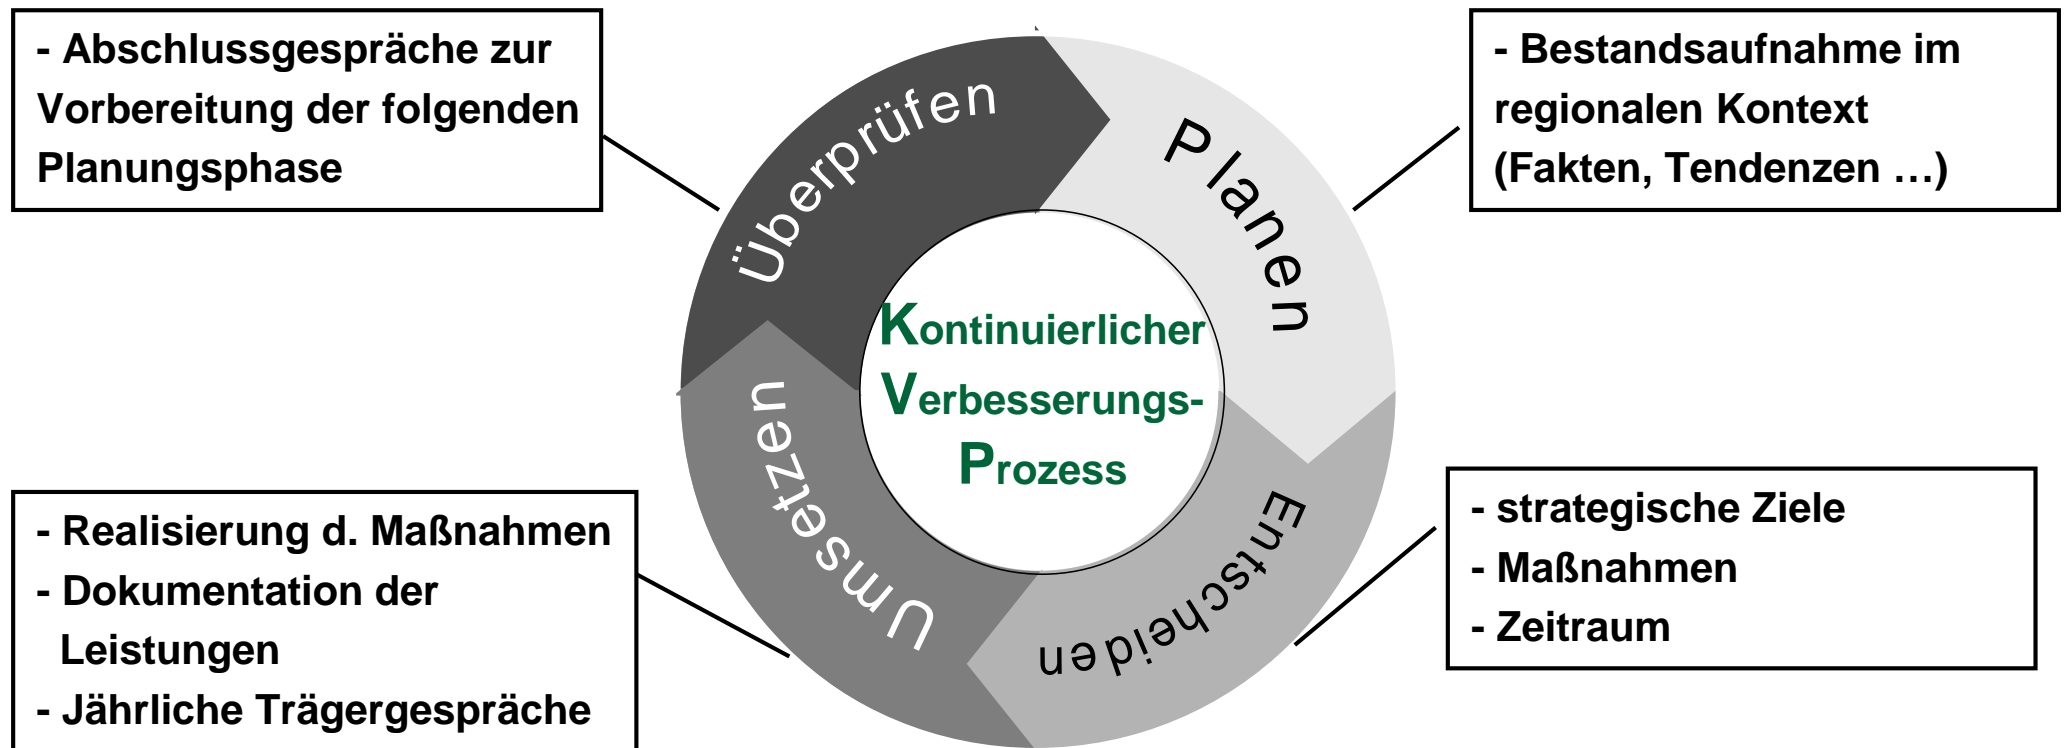 - Abschlussgespräche zur
Vorbereitung der folgenden
Planungsphase
- Bestandsaufnahme im
regionalen Kontext
(Fakten, Tendenzen …)
Überprüfen
Planen
Kontinuierlicher
Verbesserungs-
Prozess
Umsetzen
Entscheiden
- Realisierung d. Maßnahmen
- Dokumentation der
Leistungen
- Jährliche Trägergespräche
- strategische Ziele
- Maßnahmen
- Zeitraum